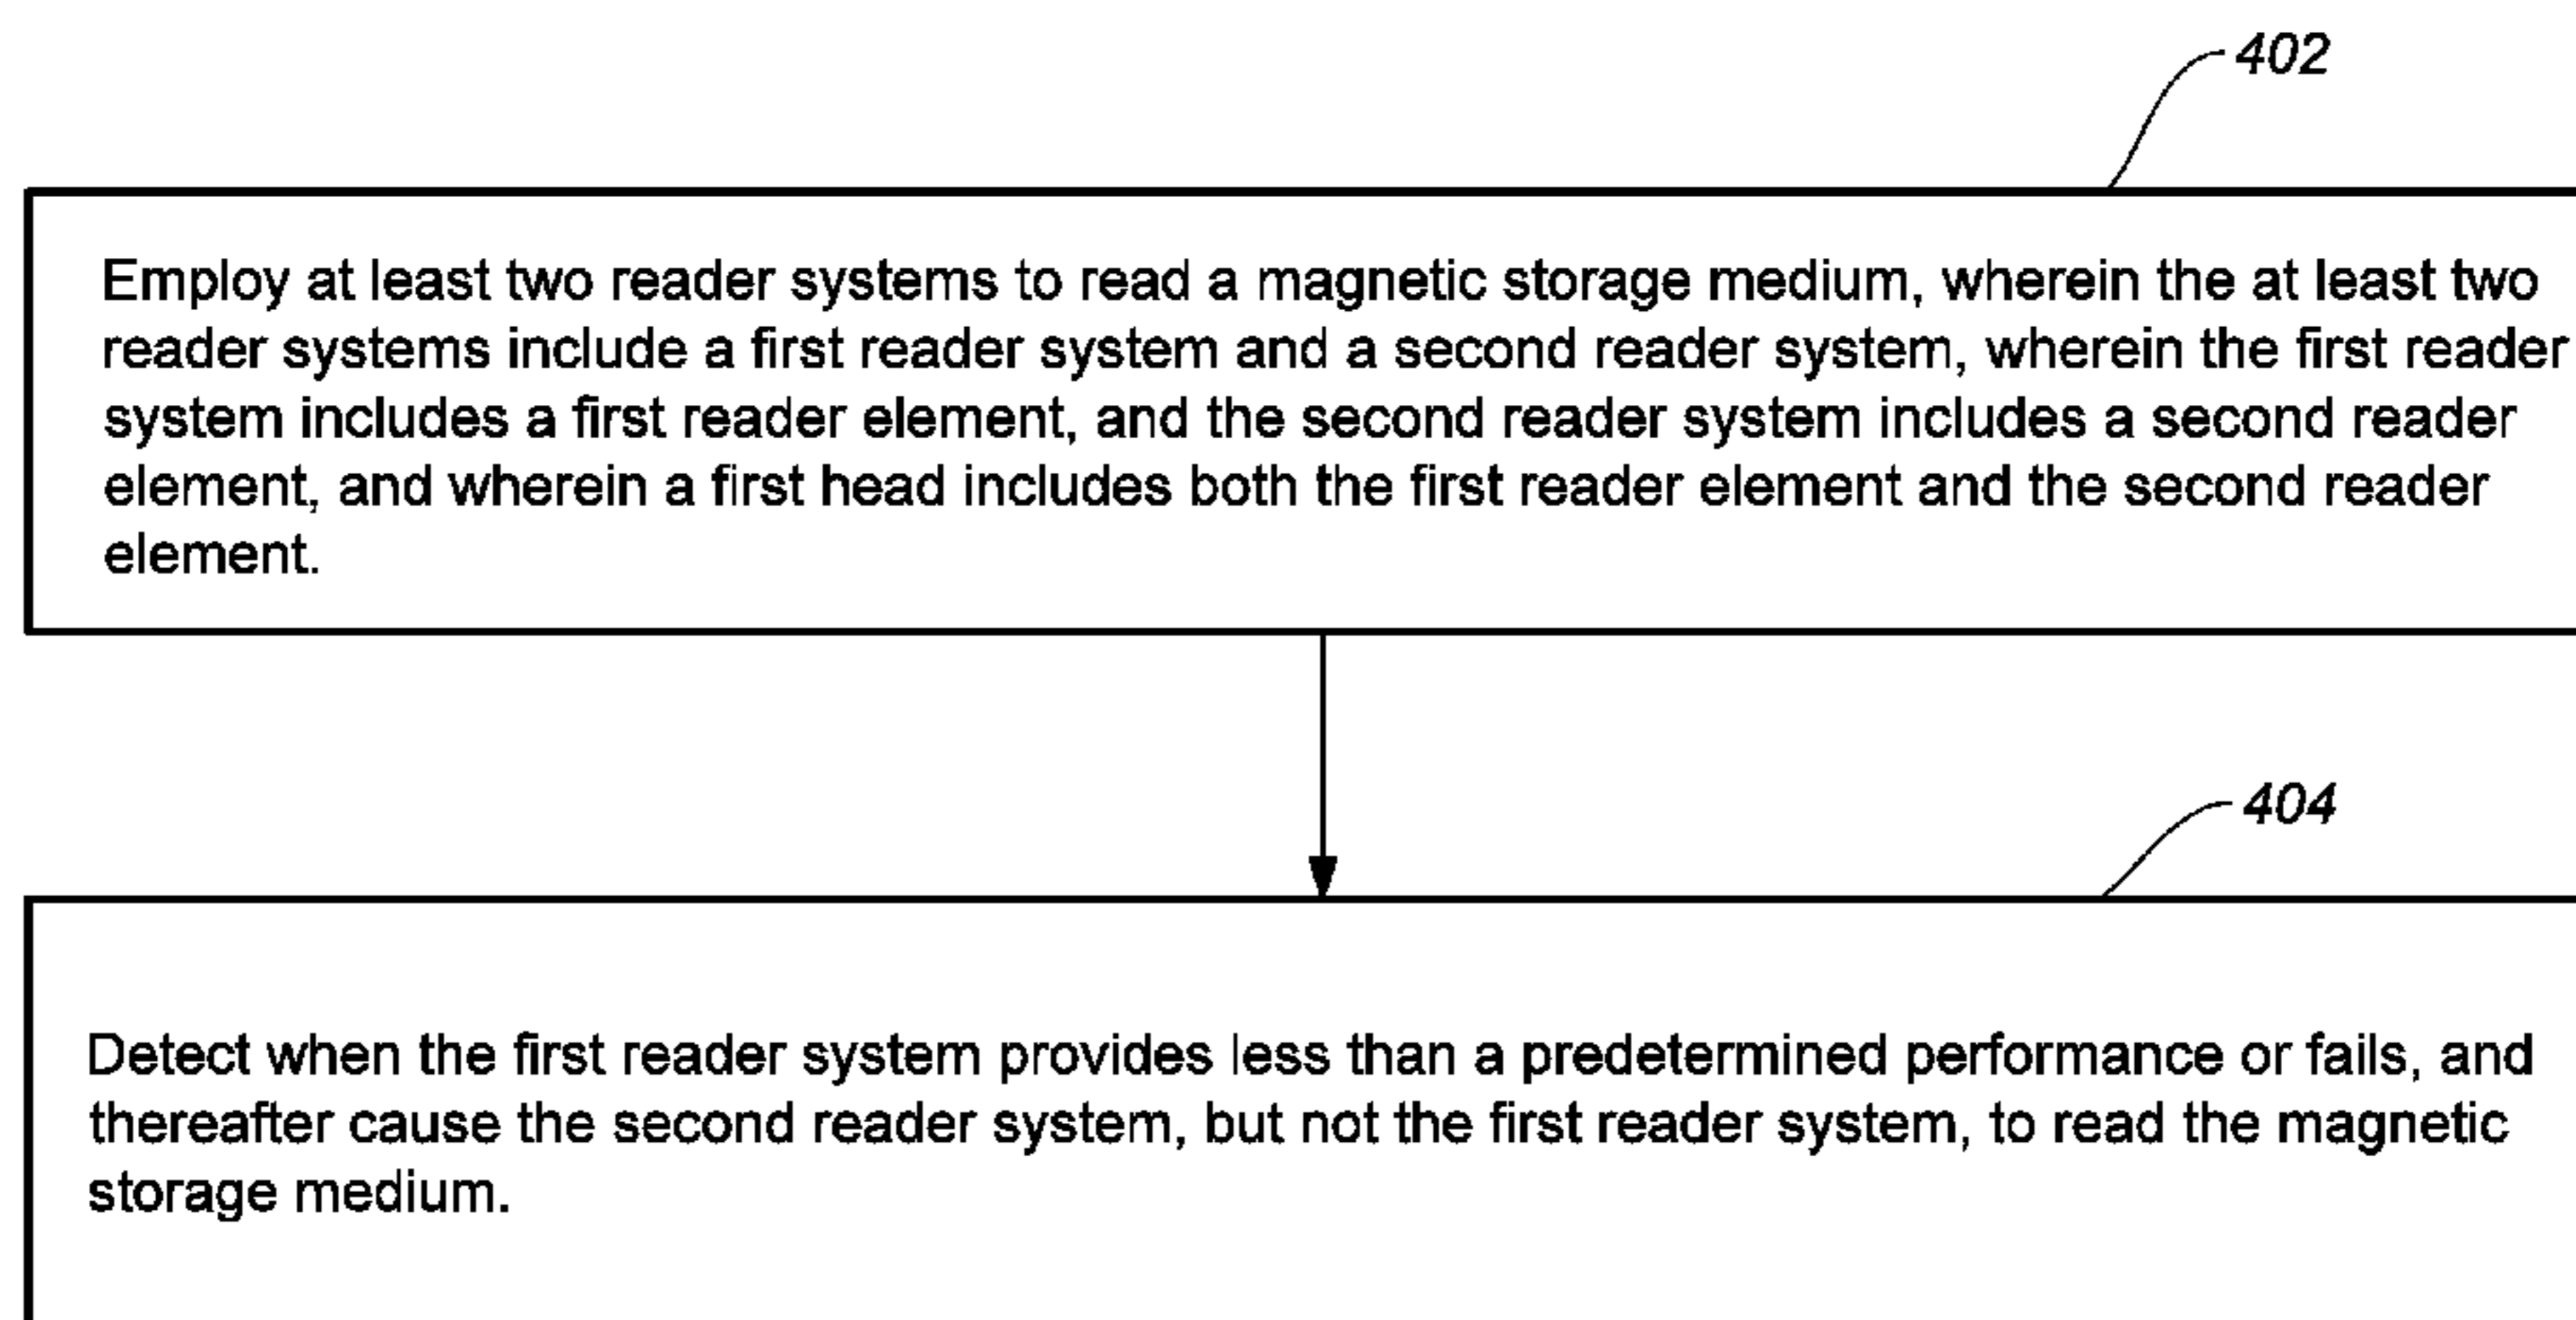 402
Employ at least two reader systems to read a magnetic storage medium, wherein the at least two
reader systems include a first reader system and a second reader system, wherein the first reader
system includes a first reader element, and the second reader system includes a second reader
element, and wherein a first head includes both the first reader element and the second reader
element.
404
Detect when the first reader system provides less than a predetermined performance or fails, and
thereafter cause the second reader system, but not the first reader system, to read the magnetic
storage medium.